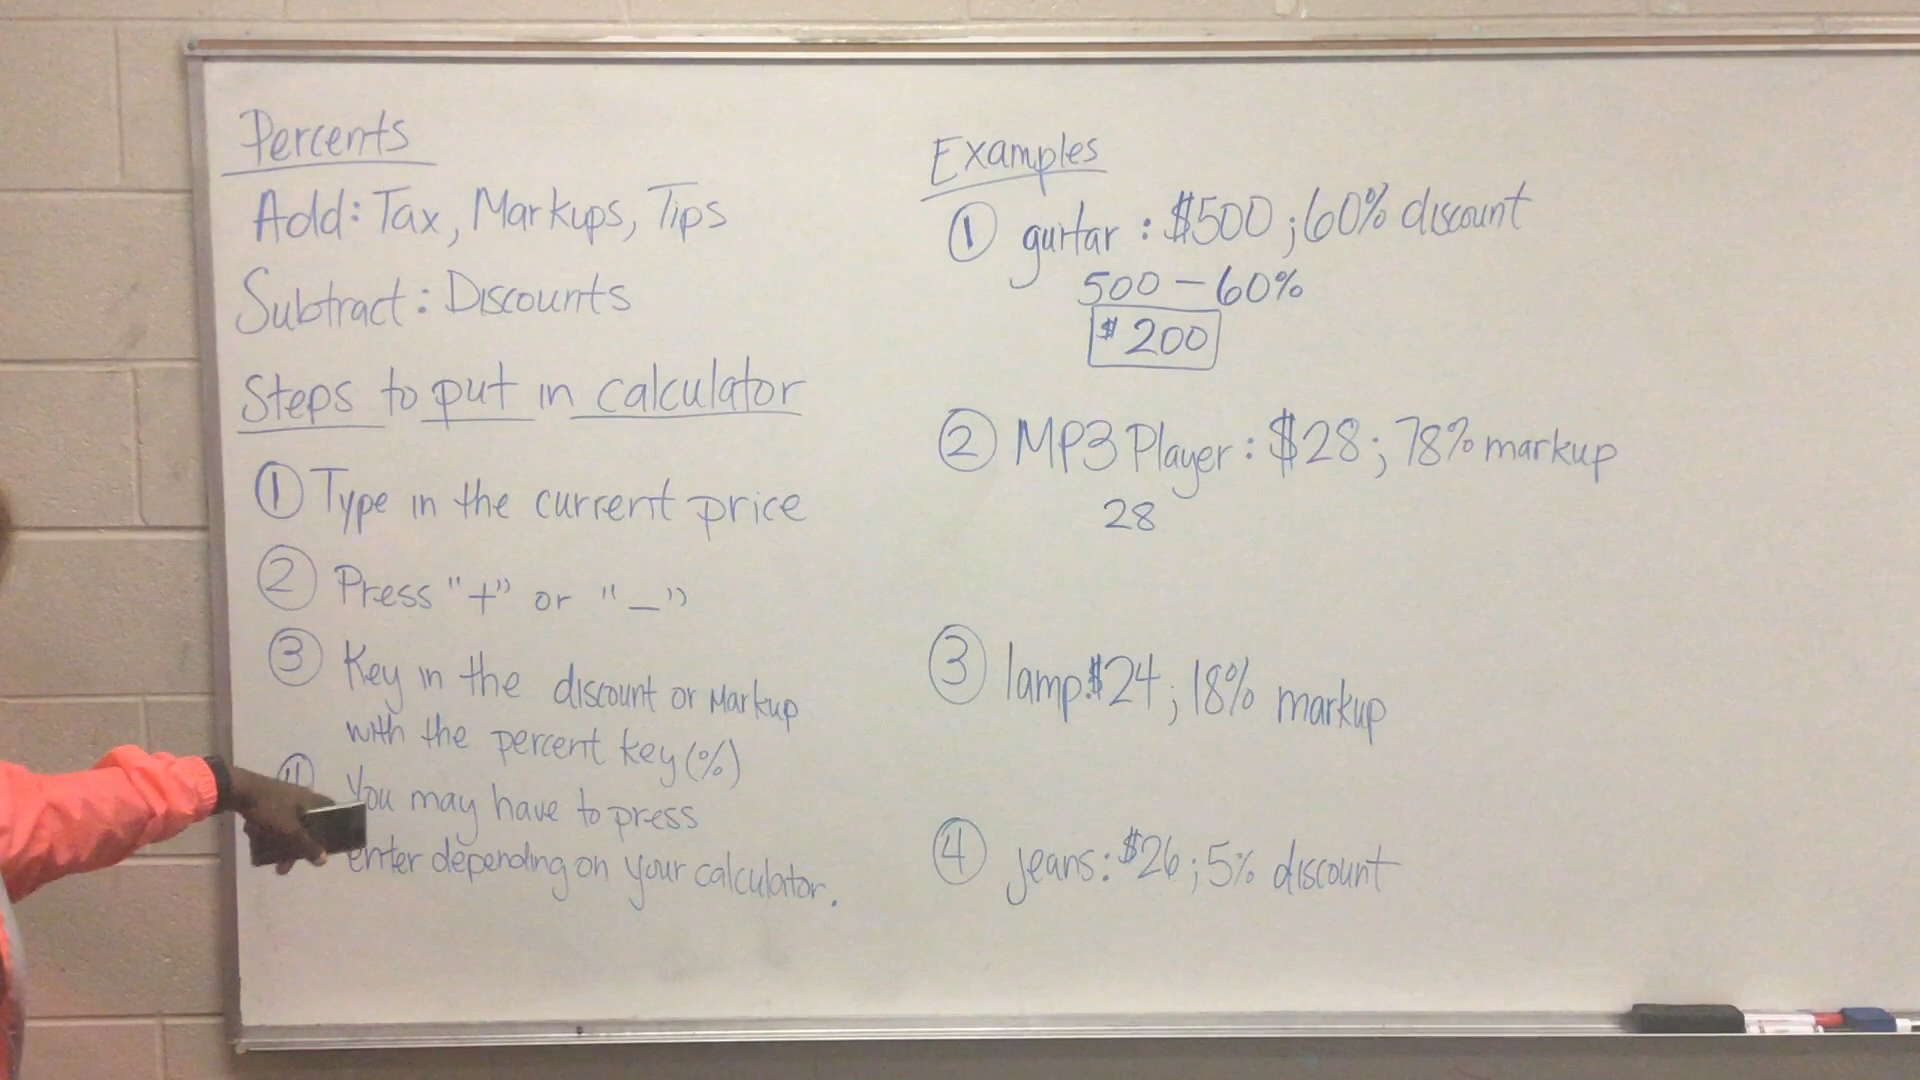 Percents
Add: Tax, Markups, Tips
Subtract: Discounts
Steps to put in calculator
① Type in the current price
② Press "+" or "—"
③ Key in the discount or Markup
with the percent key (%)
④ You may have to press
enter depending on your calculator.
Examples
① guitar : $500 ; 60% discount
500 — 60%
$200
② MP3 Player : $28 ; 78% markup
28
③ lamp: $24 ; 18% markup
④ jeans: $26 ; 5% discount